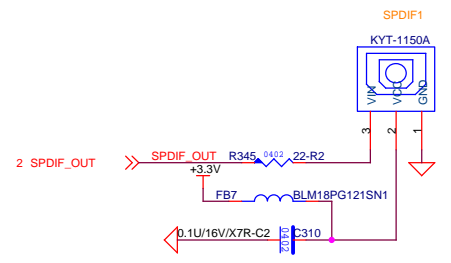 SPDIF1
KYT-1150A
VIN
VCC
GND
3
2
1
2 SPDIF_OUT
SPDIF_OUT
R345
0402
22-R2
+3.3V
FB7
BLM18PG121SN1
0.1U/16V/X7R-C2
0402
C310